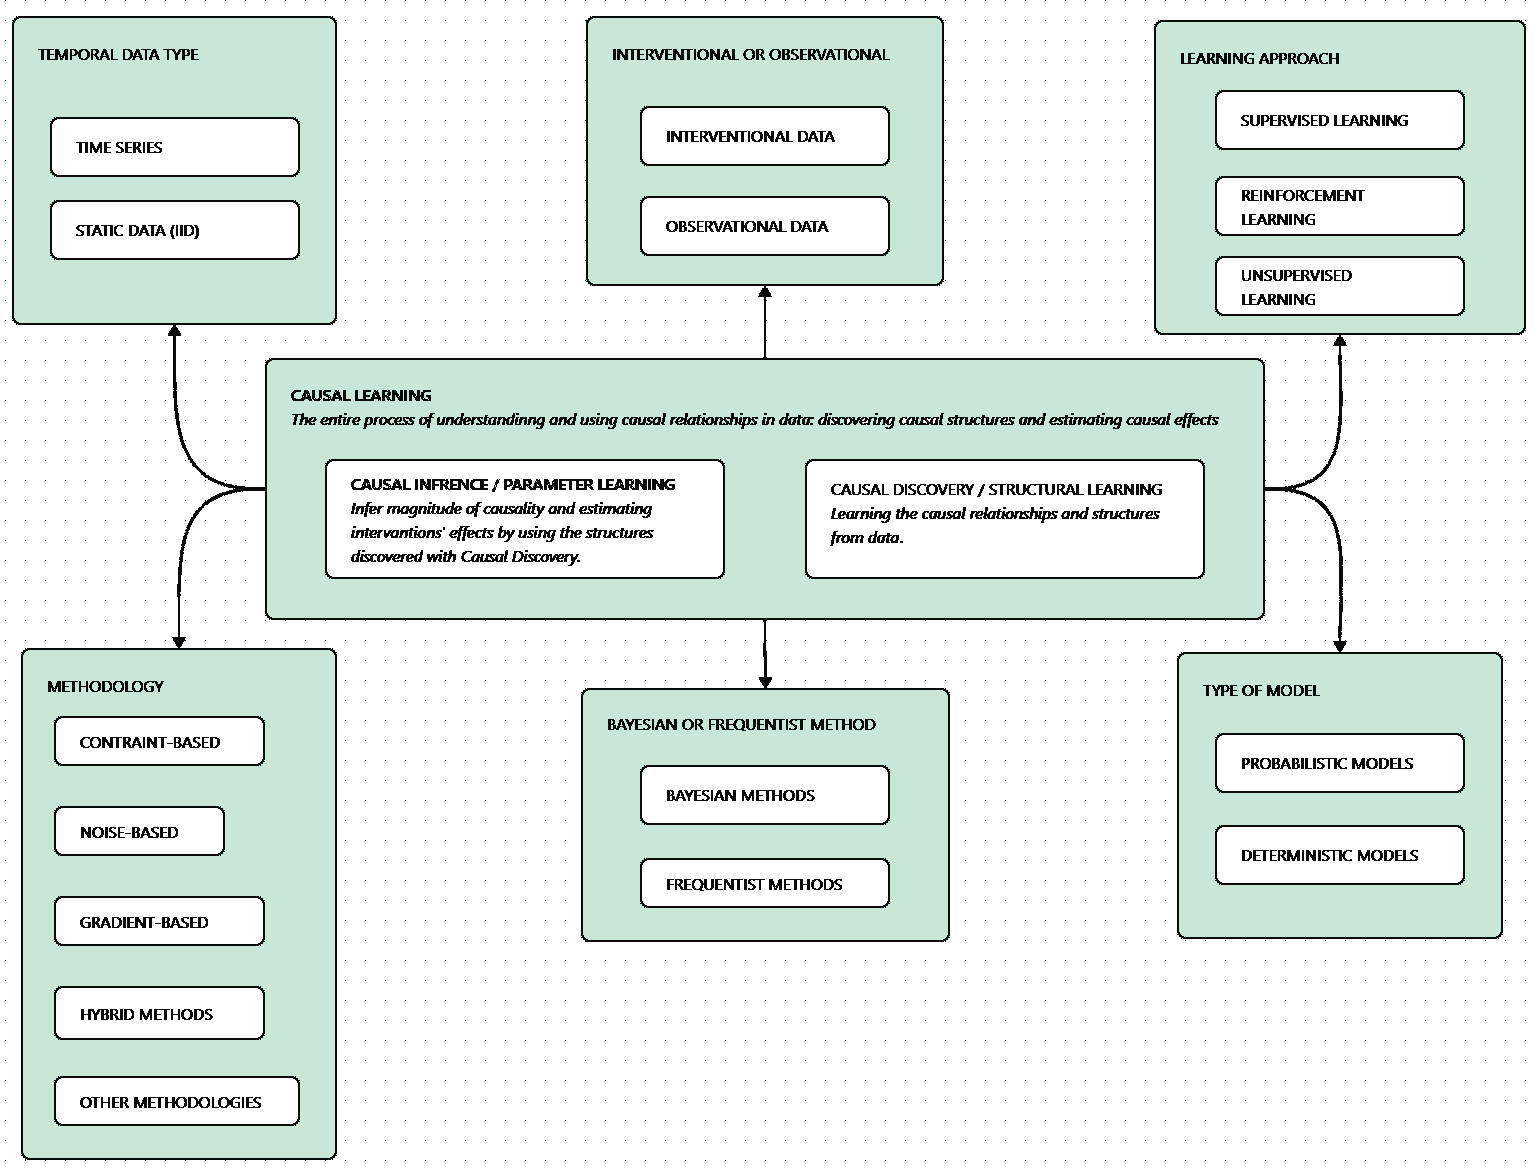 TEMPORAL DATA TYPE
TIME SERIES
STATIC DATA (IID)
INTERVENTIONAL OR OBSERVATIONAL
INTERVENTIONAL DATA
OBSERVATIONAL DATA
LEARNING APPROACH
SUPERVISED LEARNING
REINFORCEMENT
LEARNING
UNSUPERVISED
LEARNING
CAUSAL LEARNING
The entire process of understandinng and using causal relationships in data: discovering causal structures and estimating causal effects
CAUSAL INFRENCE / PARAMETER LEARNING
Infer magnitude of causality and estimating
intervantions' effects by using the structures
discovered with Causal Discovery.
CAUSAL DISCOVERY / STRUCTURAL LEARNING
Learning the causal relationships and structures
from data.
METHODOLOGY
CONTRAINT-BASED
NOISE-BASED
GRADIENT-BASED
HYBRID METHODS
OTHER METHODOLOGIES
BAYESIAN OR FREQUENTIST METHOD
BAYESIAN METHODS
FREQUENTIST METHODS
TYPE OF MODEL
PROBABILISTIC MODELS
DETERMINISTIC MODELS